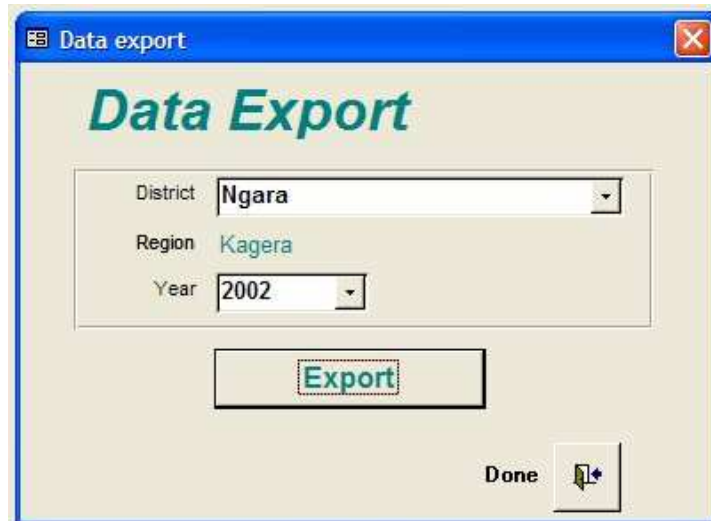 Data export
Data Export
District Ngara
Region Kagera
Year 2002
Export
Done